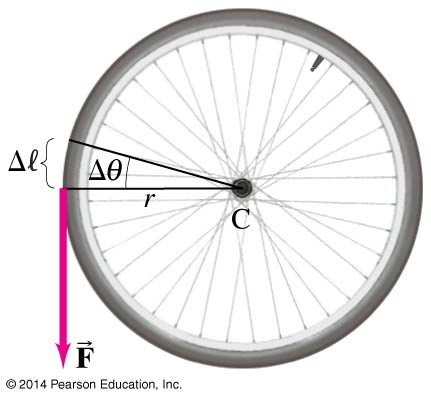 Δℓ
Δθ
r
C
F⃗
© 2014 Pearson Education, Inc.